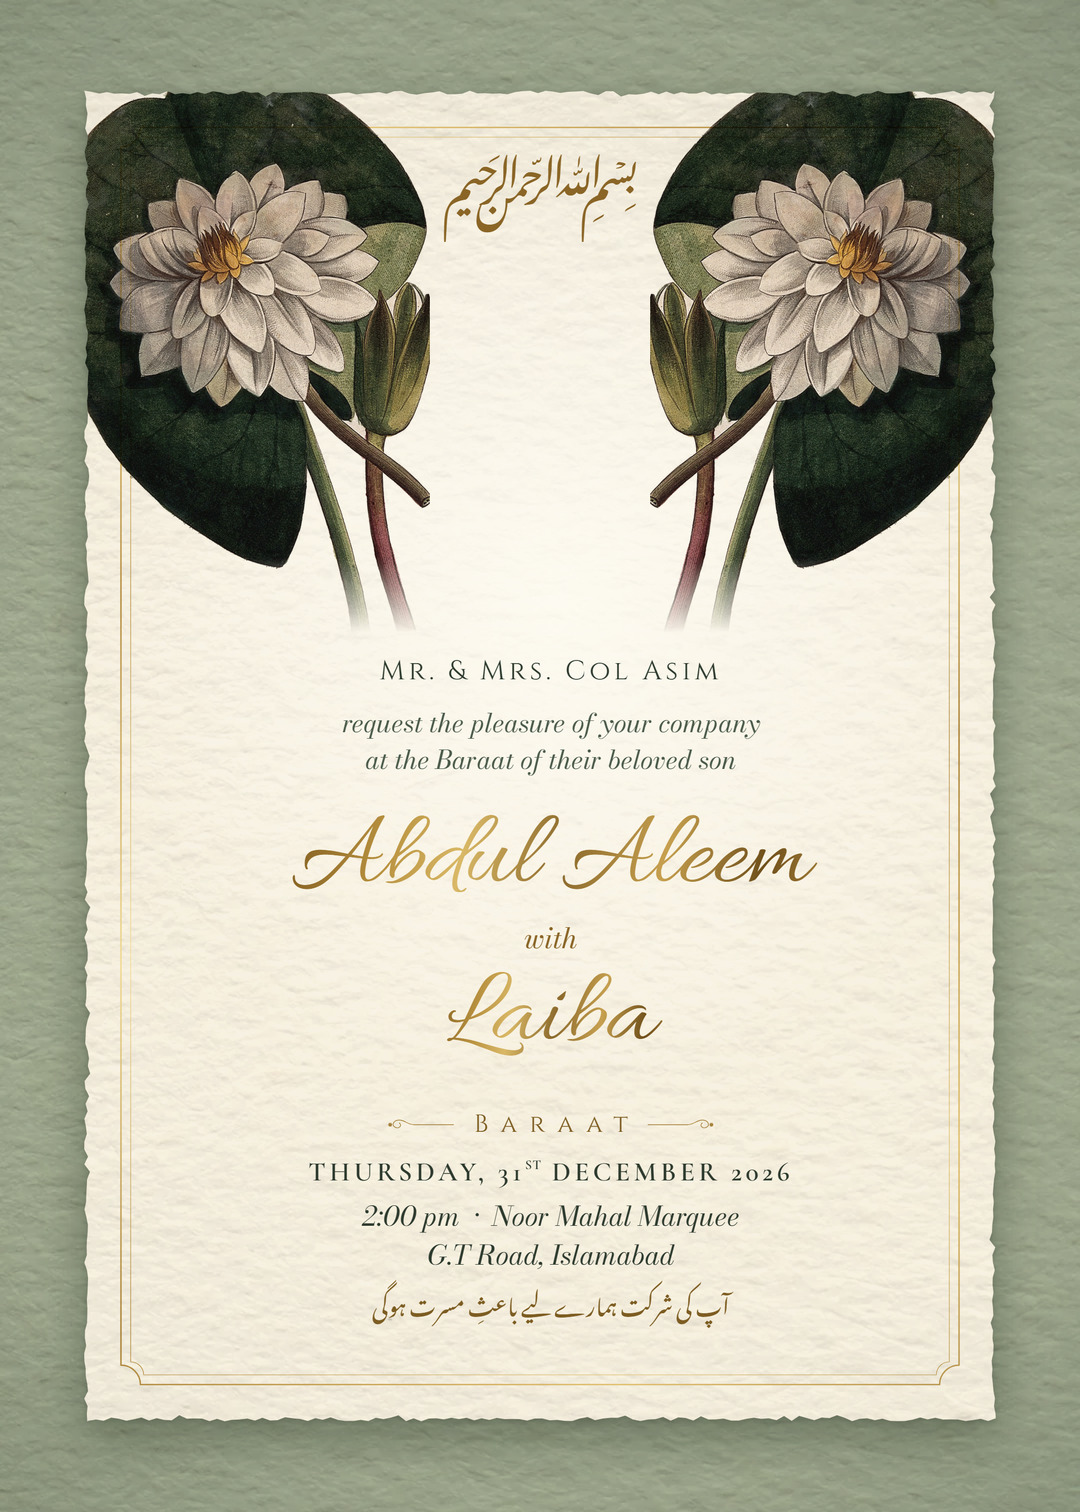 بِسْمِ اللّٰہِ الرَّحمٰنِ الرَّحِیم
Mr. & Mrs. Col Asim
request the pleasure of your company
at the Baraat of their beloved son
Abdul Aleem
with
Laiba
Baraat
THURSDAY, 31ST DECEMBER 2026
2:00 pm · Noor Mahal Marquee
G.T Road, Islamabad
آپ کی شرکت ہمارے لیے باعثِ مسرت ہوگی